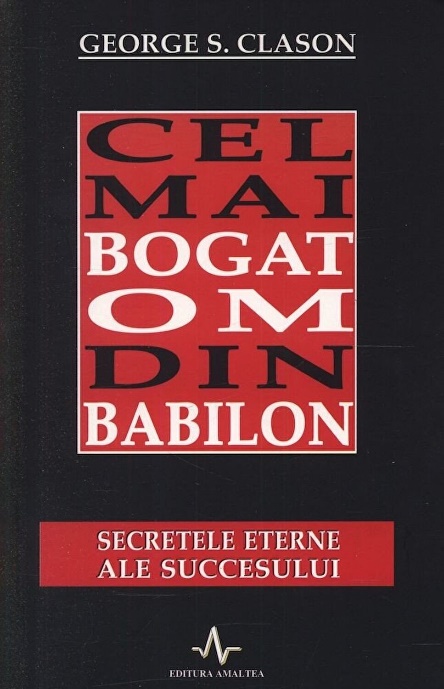 GEORGE S. CLASON
CEL
MAI
BOGAT
OM
DIN
BABILON
SECRETELE ETERNE
ALE SUCCESULUI
EDITURA AMALTEA